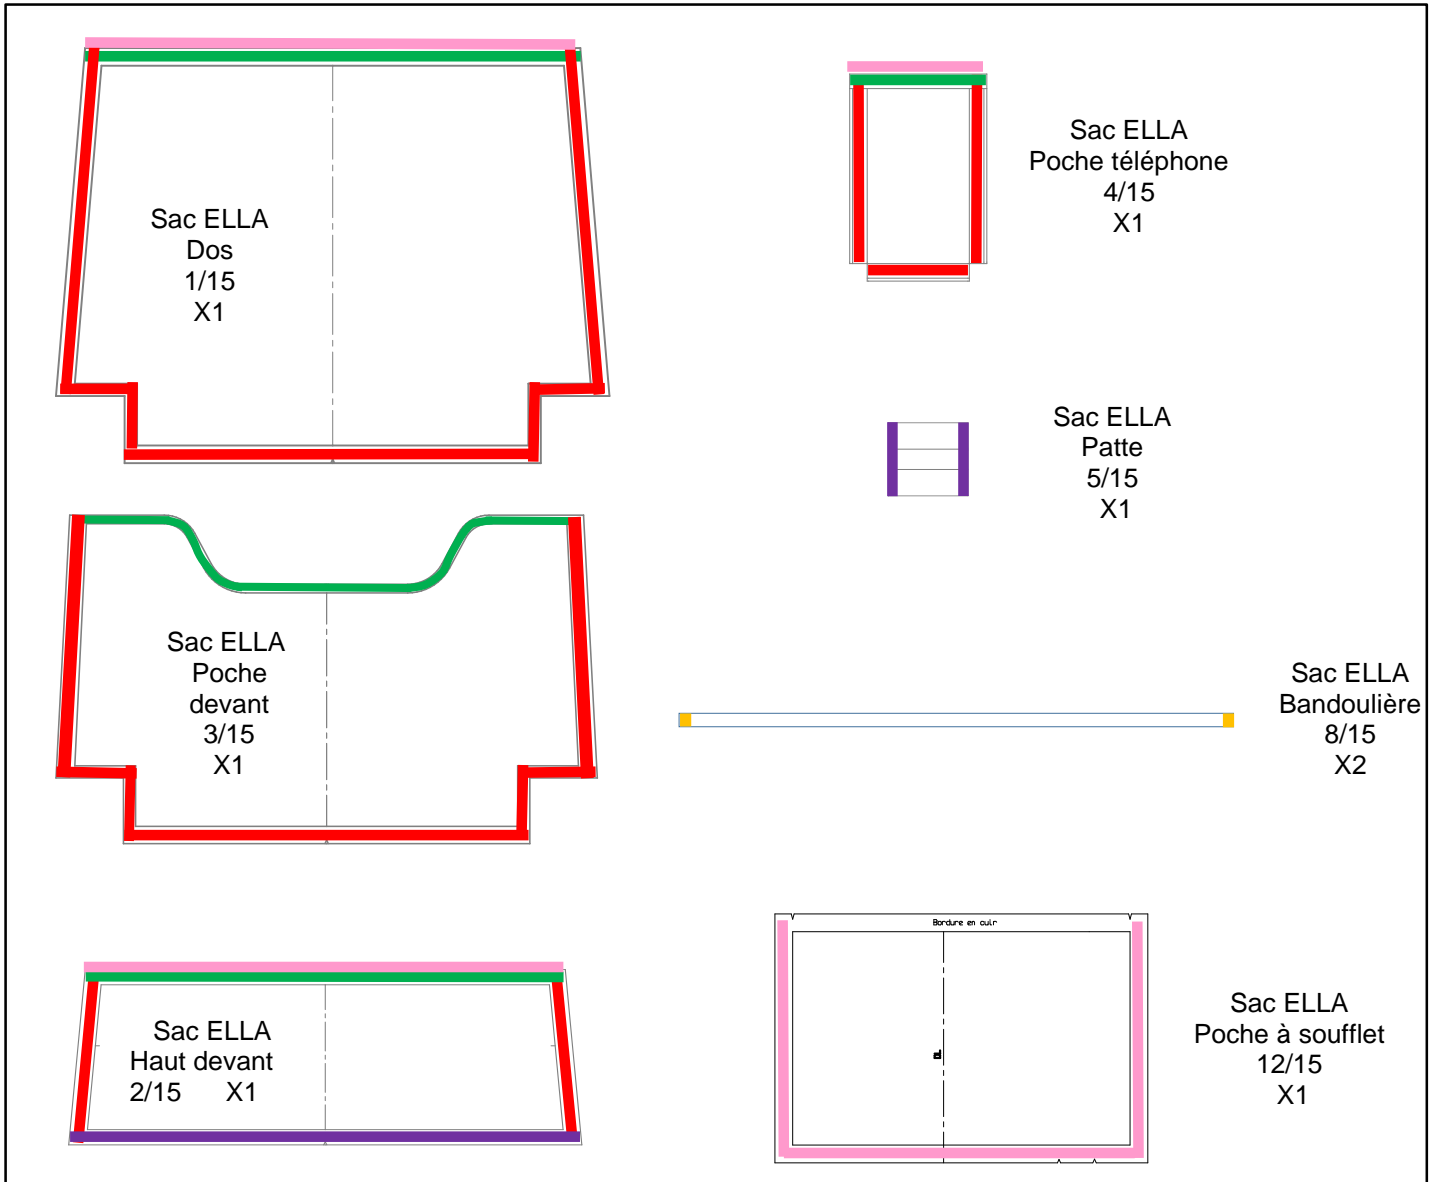 Sac ELLA
Dos
1/15
X1
Sac ELLA
Poche téléphone
4/15
X1
Sac ELLA
Patte
5/15
X1
Sac ELLA
Poche
devant
3/15
X1
Sac ELLA
Bandoulière
8/15
X2
Sac ELLA
Haut devant
2/15 X1
Bordure en cuir
Sac ELLA
Poche à soufflet
12/15
X1